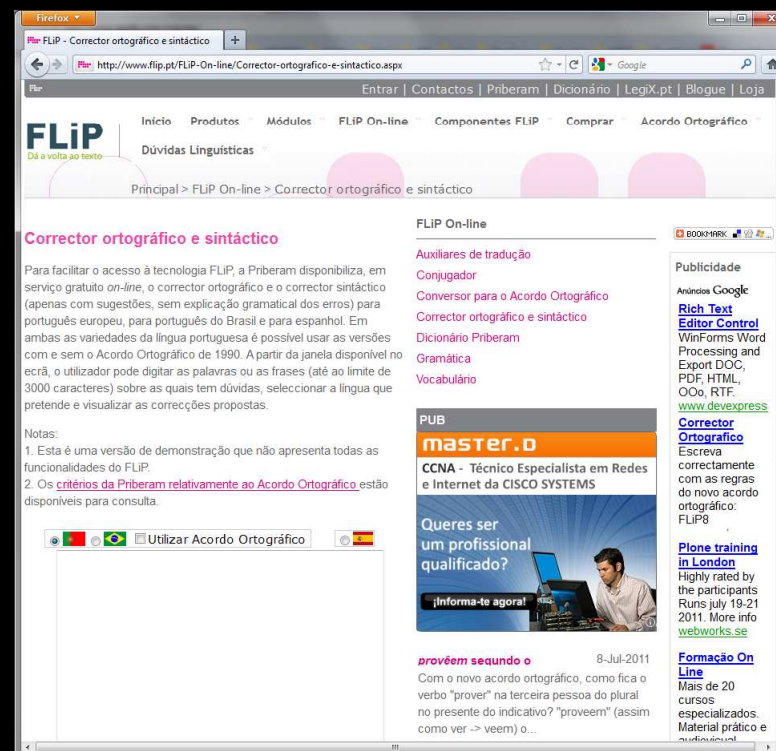 Firefox
FLiP - Corrector ortográfico e sintáctico
+
http://www.flip.pt/FLiP-On-line/Corrector-ortografico-e-sintactico.aspx
Google
Entrar | Contactos | Priberam | Dicionário | LegiX.pt | Blogue | Loja
FLiP
Dá a volta ao texto
Início Produtos Módulos FLiP On-line Componentes FLiP Comprar Acordo Ortográfico
Dúvidas Linguísticas
Principal > FLiP On-line > Corrector ortográfico e sintáctico
Corrector ortográfico e sintáctico
Para facilitar o acesso à tecnologia FLiP, a Priberam disponibiliza, em
serviço gratuito on-line, o corrector ortográfico e o corrector sintáctico
(apenas com sugestões, sem explicação gramatical dos erros) para
português europeu, para português do Brasil e para espanhol. Em
ambas as variedades da língua portuguesa é possível usar as versões
com e sem o Acordo Ortográfico de 1990. A partir da janela disponível no
ecrã, o utilizador pode digitar as palavras ou as frases (até ao limite de
3000 caracteres) sobre as quais tem dúvidas, seleccionar a língua que
pretende e visualizar as correcções propostas.
Notas:
1. Esta é uma versão de demonstração que não apresenta todas as
funcionalidades do FLiP.
2. Os critérios da Priberam relativamente ao Acordo Ortográfico estão
disponíveis para consulta.
Utilizar Acordo Ortográfico
FLiP On-line
Auxiliares de tradução
Conjugador
Conversor para o Acordo Ortográfico
Corrector ortográfico e sintáctico
Dicionário Priberam
Gramática
Vocabulário
PUB
master.D
CCNA - Técnico Especialista em Redes
e Internet da CISCO SYSTEMS
Queres ser
um profissional
qualificado?
¡Informa-te agora!
provêem segundo o 8-Jul-2011
Com o novo acordo ortográfico, como fica o
verbo "prover" na terceira pessoa do plural
no presente do indicativo? "proveem" (assim
como ver -> veem) o...
BOOKMARK
Publicidade
Anúncios Google
Rich Text
Editor Control
WinForms Word
Processing and
Export DOC,
PDF, HTML,
OOo, RTF.
www.devexpress
Corrector
Ortografico
Escreva
correctamente
com as regras
do novo acordo
ortográfico:
FLiP8
Plone training
in London
Highly rated by
the participants
Runs july 19-21
2011. More info
webworks.se
Formação On
Line
Mais de 20
cursos
especializados.
Material prático e
audiovisual